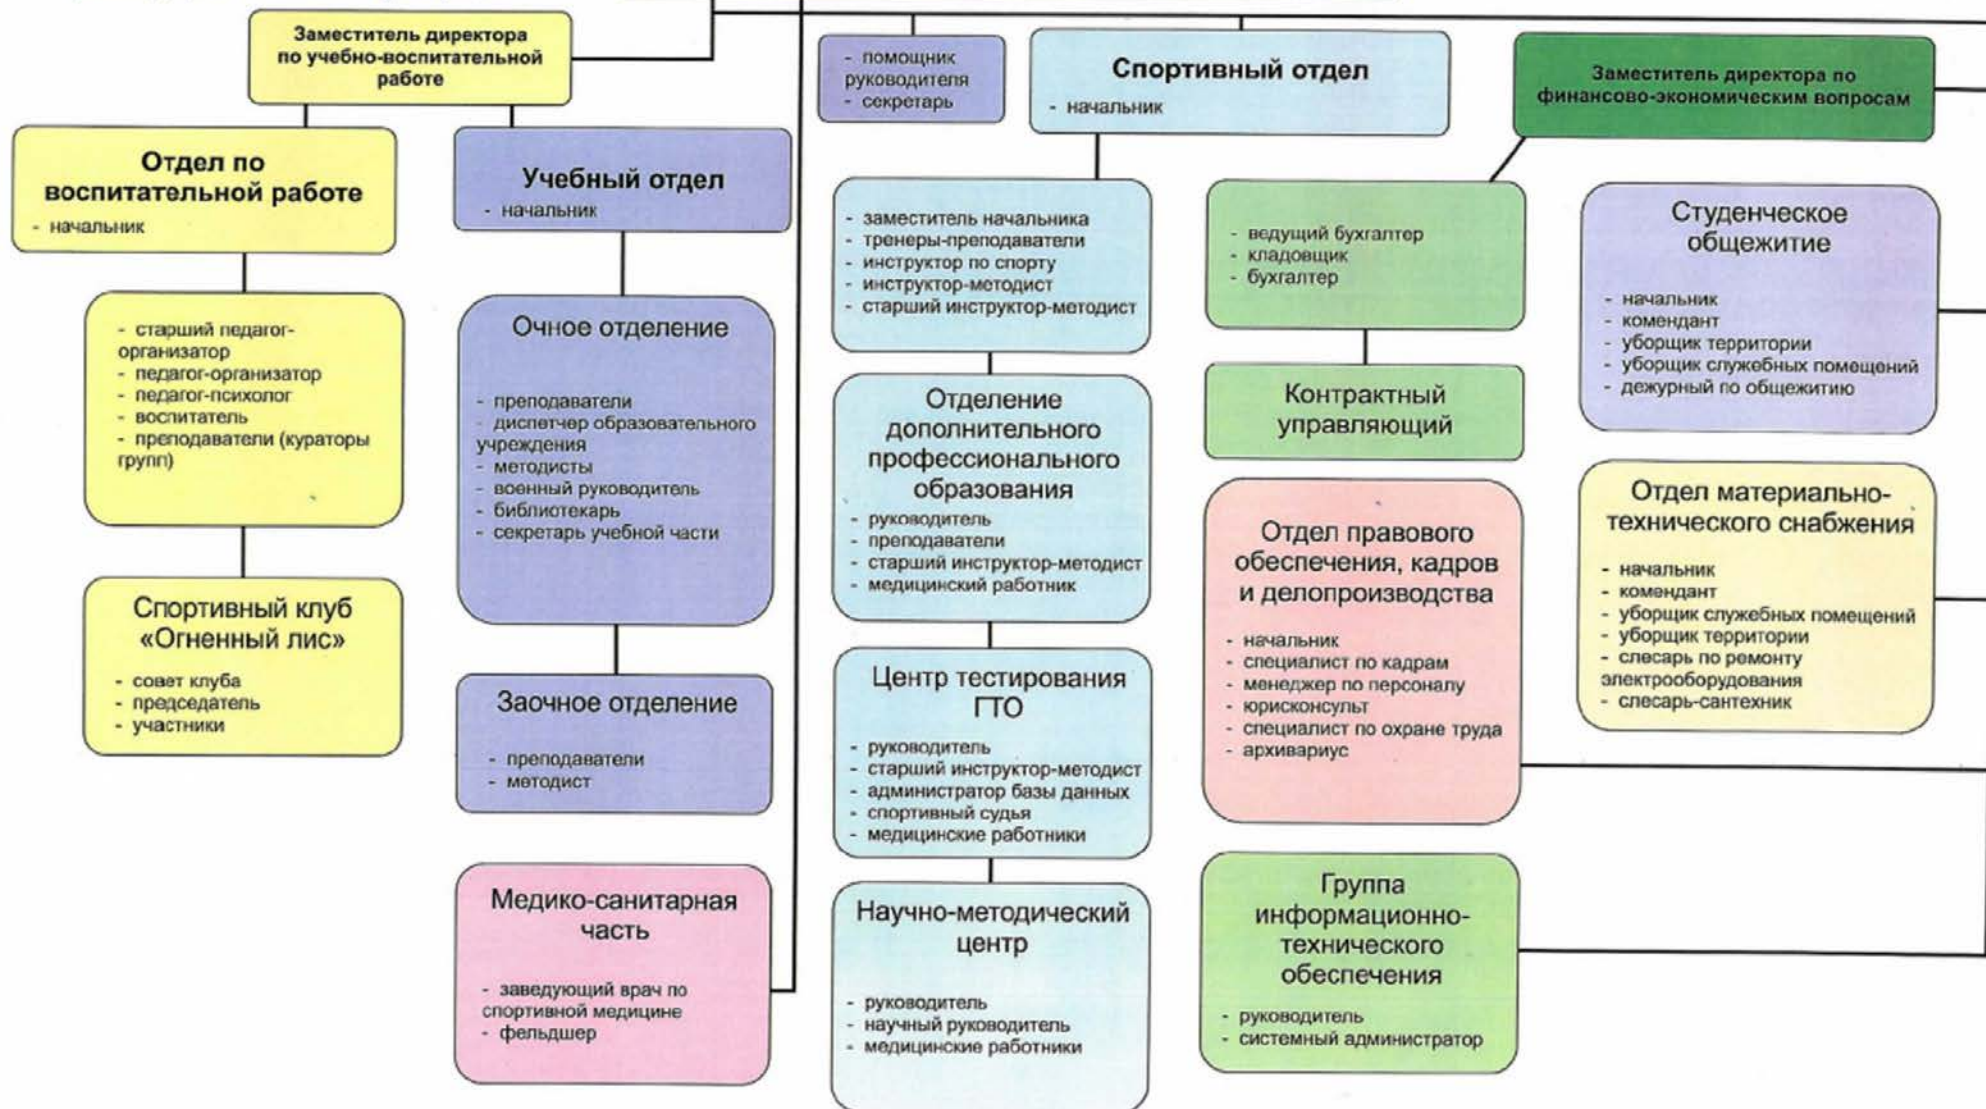 Заместитель директора
по учебно-воспитательной
работе
Отдел по
воспитательной работе
- начальник
- старший педагог-
организатор
- педагог-организатор
- педагог-психолог
- воспитатель
- преподаватели (кураторы
групп)
Спортивный клуб
«Огненный лис»
- совет клуба
- председатель
- участники
Учебный отдел
- начальник
Очное отделение
- преподаватели
- диспетчер образовательного
учреждения
- методисты
- военный руководитель
- библиотекарь
- секретарь учебной части
Заочное отделение
- преподаватели
- методист
Медико-санитарная
часть
- заведующий врач по
спортивной медицине
- фельдшер
- помощник
руководителя
- секретарь
Спортивный отдел
- начальник
- заместитель начальника
- тренеры-преподаватели
- инструктор по спорту
- инструктор-методист
- старший инструктор-методист
Отделение
дополнительного
профессионального
образования
- руководитель
- преподаватели
- старший инструктор-методист
- медицинский работник
Центр тестирования
ГТО
- руководитель
- старший инструктор-методист
- администратор базы данных
- спортивный судья
- медицинские работники
Научно-методический
центр
- руководитель
- научный руководитель
- медицинские работники
Заместитель директора по
финансово-экономическим вопросам
- ведущий бухгалтер
- кладовщик
- бухгалтер
Контрактный
управляющий
Отдел правового
обеспечения, кадров
и делопроизводства
- начальник
- специалист по кадрам
- менеджер по персоналу
- юрисконсульт
- специалист по охране труда
- архивариус
Группа
информационно-
технического
обеспечения
- руководитель
- системный администратор
Студенческое
общежитие
- начальник
- комендант
- уборщик территории
- уборщик служебных помещений
- дежурный по общежитию
Отдел материально-
технического снабжения
- начальник
- комендант
- уборщик служебных помещений
- уборщик территории
- слесарь по ремонту
электрооборудования
- слесарь-сантехник